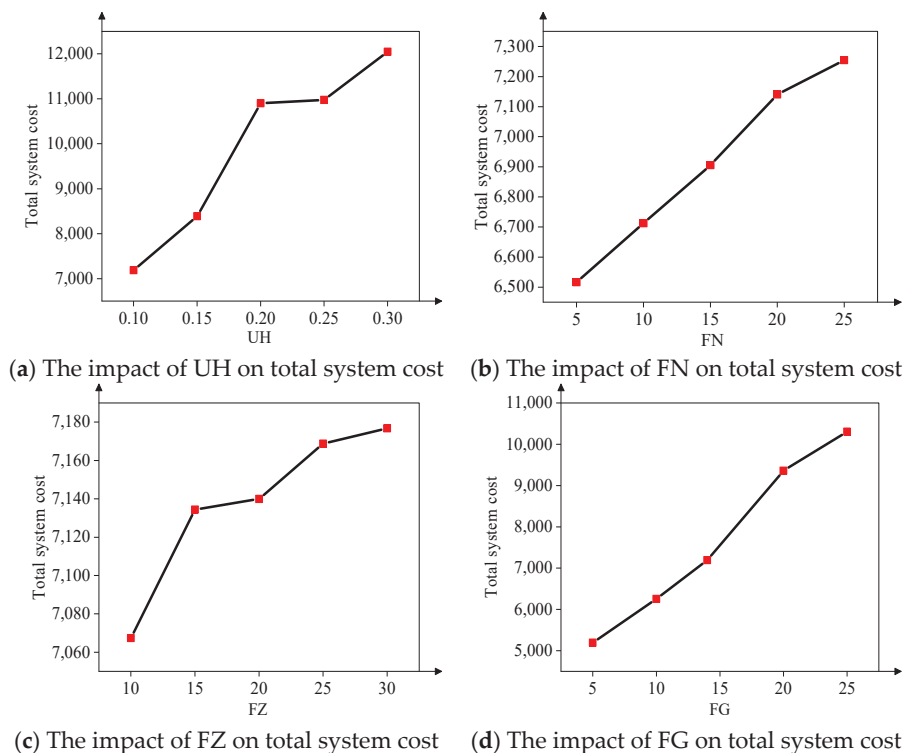 12,000
11,000
10,000
9,000
8,000
7,000
Total system cost
0.10 0.15 0.20 0.25 0.30
UH
(a) The impact of UH on total system cost
7,300
7,200
7,100
7,000
6,900
6,800
6,700
6,600
6,500
Total system cost
5 10 15 20 25
FN
(b) The impact of FN on total system cost
7,180
7,160
7,140
7,120
7,100
7,080
7,060
Total system cost
10 15 20 25 30
FZ
(c) The impact of FZ on total system cost
11,000
10,000
9,000
8,000
7,000
6,000
5,000
Total system cost
5 10 15 20 25
FG
(d) The impact of FG on total system cost